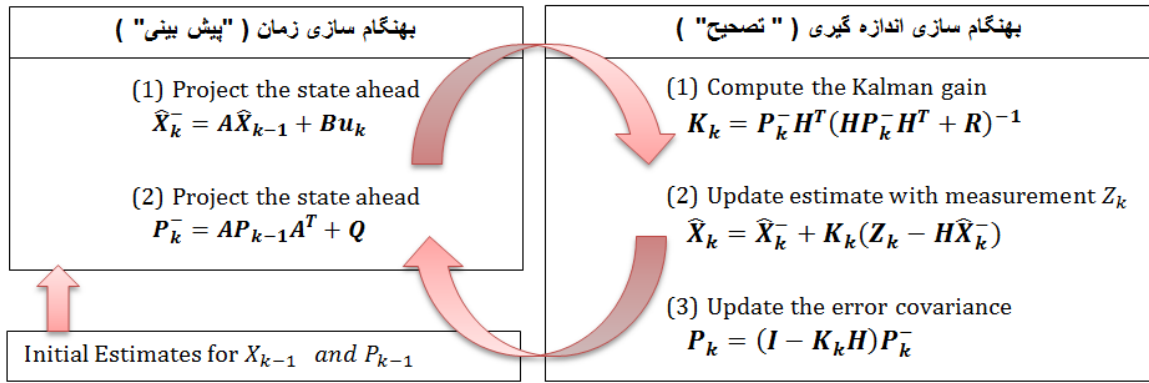 بهنگام سازی زمان ( "پیش بینی" )
(1) Project the state ahead
X̂ₖ⁻ = AX̂ₖ₋₁ + Buₖ
(2) Project the state ahead
Pₖ⁻ = APₖ₋₁Aᵀ + Q
Initial Estimates for Xₖ₋₁ and Pₖ₋₁
بهنگام سازی اندازه گیری ( " تصحیح" )
(1) Compute the Kalman gain
Kₖ = Pₖ⁻Hᵀ(HPₖ⁻Hᵀ + R)⁻¹
(2) Update estimate with measurement Zₖ
X̂ₖ = X̂ₖ⁻ + Kₖ(Zₖ − HX̂ₖ⁻)
(3) Update the error covariance
Pₖ = (I − KₖH)Pₖ⁻